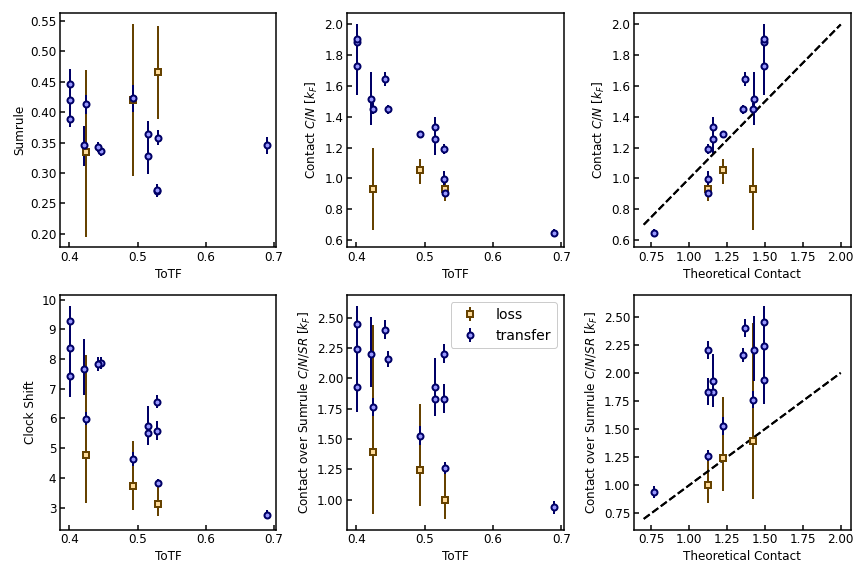 0.55
0.50
0.45
0.40
0.35
0.30
0.25
0.20
Sumrule
0.4 0.5 0.6 0.7
ToTF
2.0
1.8
1.6
1.4
1.2
1.0
0.8
0.6
Contact C/N [k_F]
0.4 0.5 0.6 0.7
ToTF
2.0
1.8
1.6
1.4
1.2
1.0
0.8
0.6
Contact C/N [k_F]
0.75 1.00 1.25 1.50 1.75 2.00
Theoretical Contact
10
9
8
7
6
5
4
3
Clock Shift
0.4 0.5 0.6 0.7
ToTF
2.50
2.25
2.00
1.75
1.50
1.25
1.00
Contact over Sumrule C/N/SR [k_F]
loss
transfer
0.4 0.5 0.6 0.7
ToTF
2.50
2.25
2.00
1.75
1.50
1.25
1.00
0.75
Contact over Sumrule C/N/SR [k_F]
0.75 1.00 1.25 1.50 1.75 2.00
Theoretical Contact